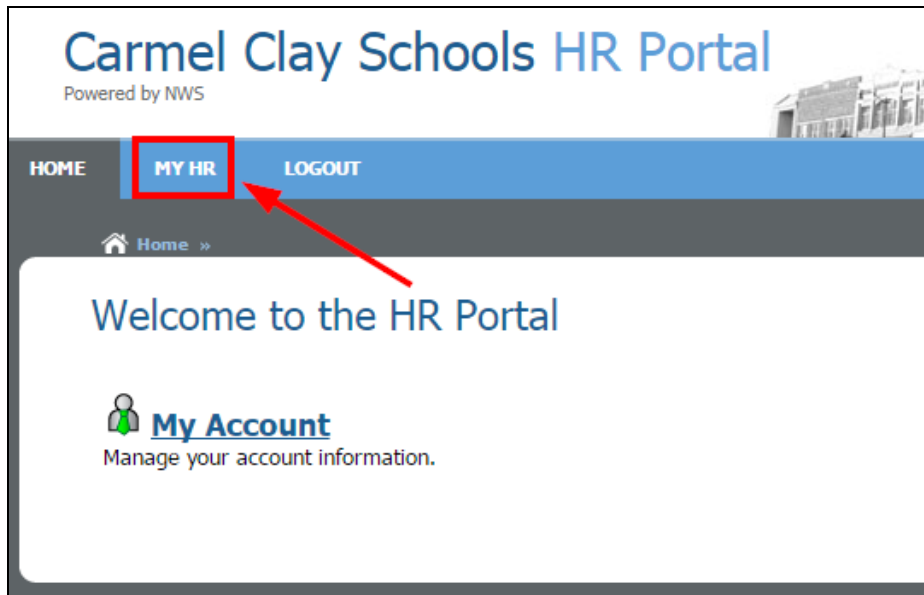 Carmel Clay Schools HR Portal
Powered by NWS
HOME MY HR LOGOUT
Home »
Welcome to the HR Portal
My Account
Manage your account information.